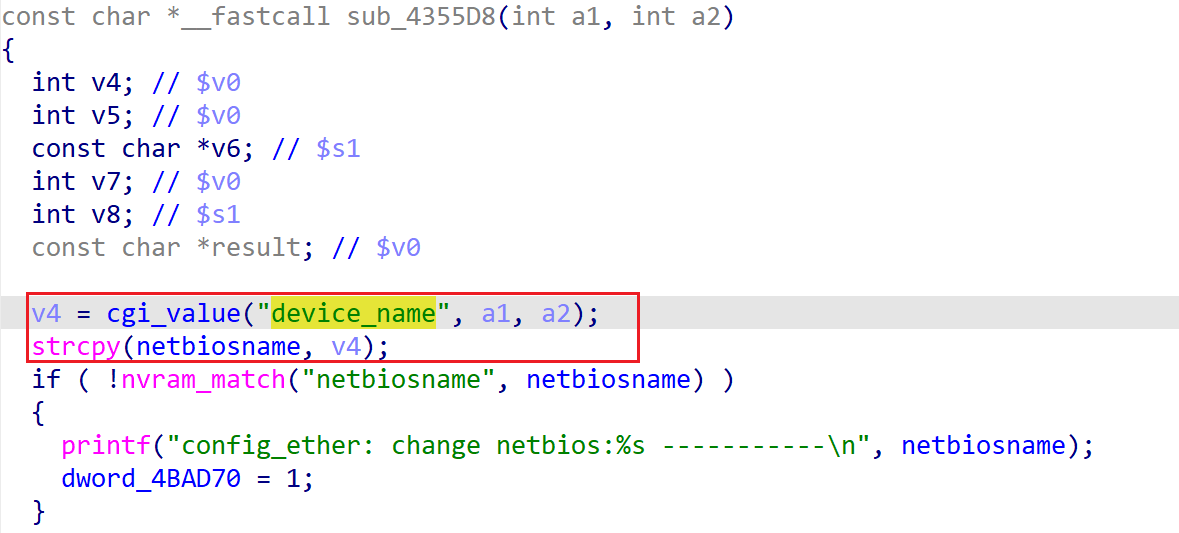 const char *__fastcall sub_4355D8(int a1, int a2)
{
  int v4; // $v0
  int v5; // $v0
  const char *v6; // $s1
  int v7; // $v0
  int v8; // $s1
  const char *result; // $v0

  v4 = cgi_value("device_name", a1, a2);
  strcpy(netbiosname, v4);
  if ( !nvram_match("netbiosname", netbiosname) )
  {
    printf("config_ether: change netbios:%s -----------\n", netbiosname);
    dword_4BAD70 = 1;
  }